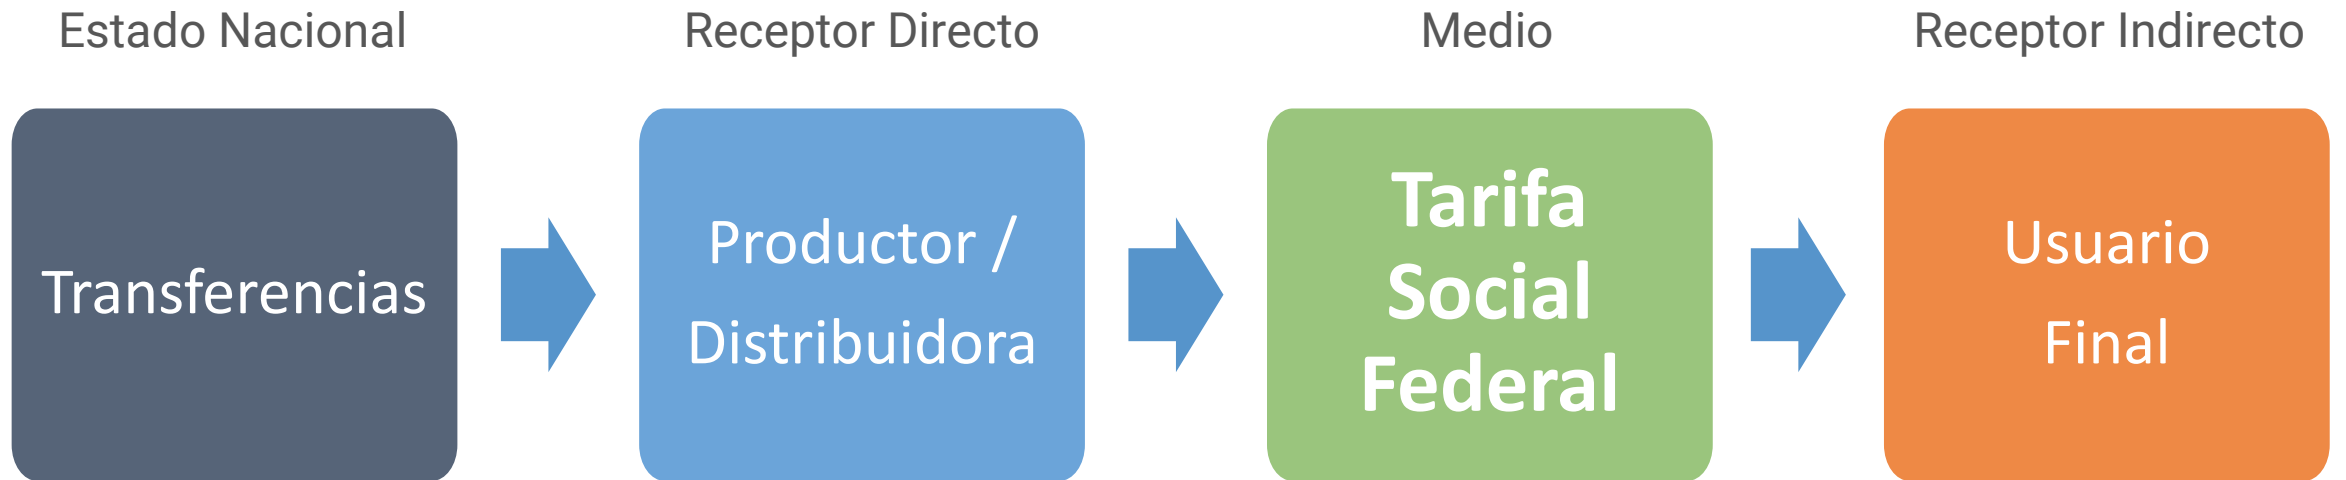 Estado Nacional
Receptor Directo
Medio
Receptor Indirecto
Transferencias
Productor /
Distribuidora
Tarifa
Social
Federal
Usuario
Final